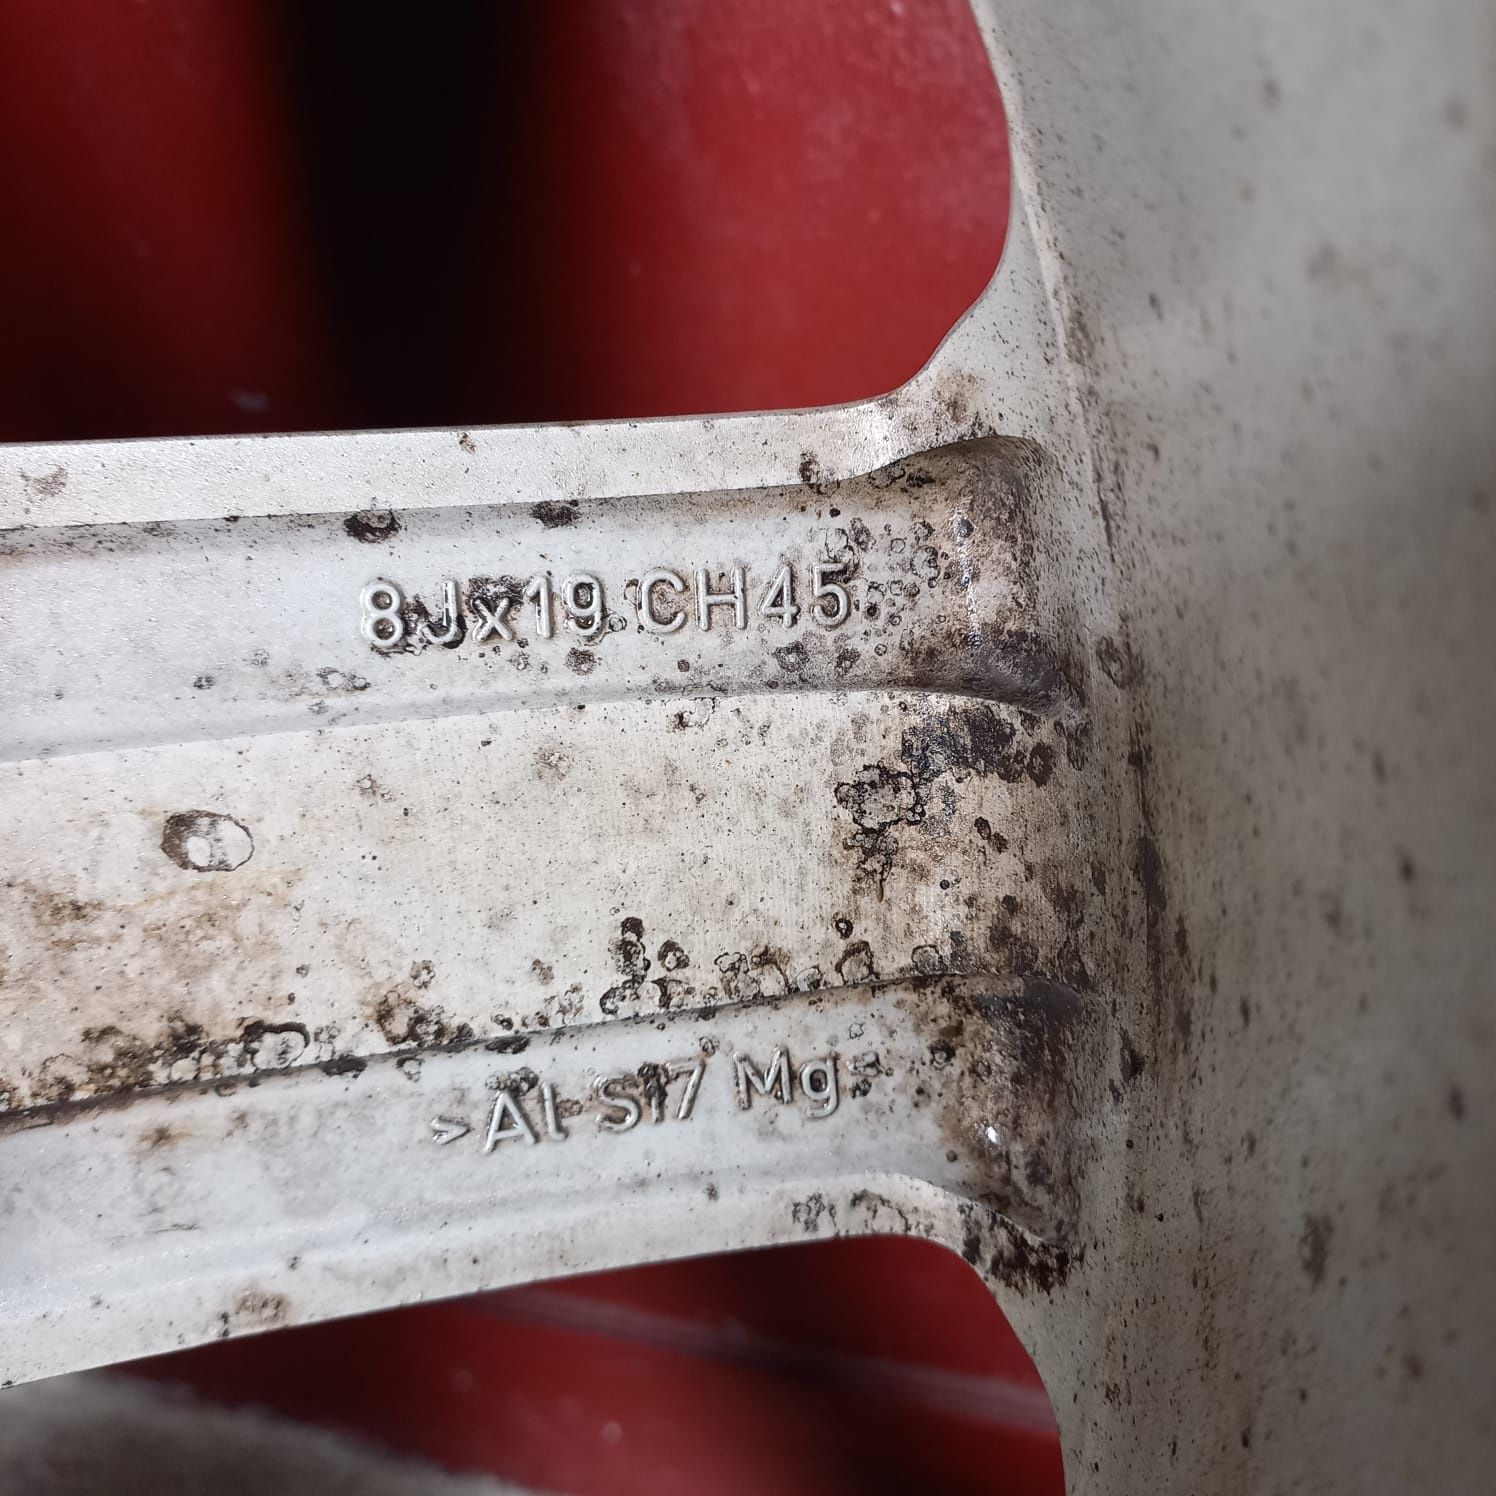 8Jx19 CH45
>Al Si7 Mg<